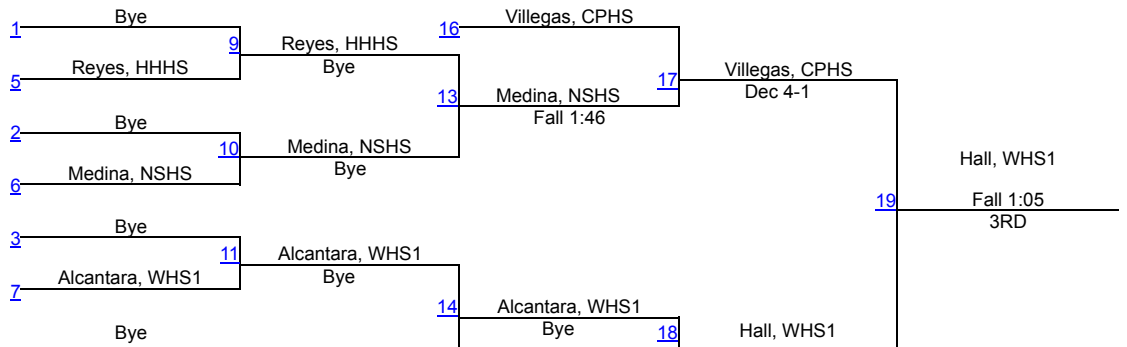 Bye
Villegas, CPHS
1
16
9
Reyes, HHHS
Reyes, HHHS
Bye
Villegas, CPHS
5
17
Dec 4-1
13
Medina, NSHS
Bye
Fall 1:46
2
10
Medina, NSHS
Medina, NSHS
Bye
Hall, WHS1
6
19
Fall 1:05
3RD
Bye
3
11
Alcantara, WHS1
Alcantara, WHS1
Bye
7
14
Alcantara, WHS1
Bye
Bye
18
Hall, WHS1